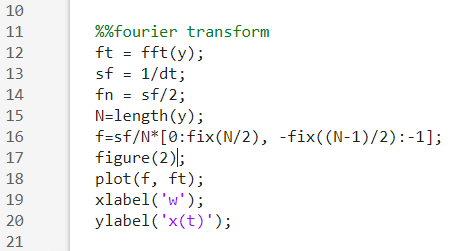 10
11 %%fourier transform
12 ft = fft(y);
13 sf = 1/dt;
14 fn = sf/2;
15 N=length(y);
16 f=sf/N*[0:fix(N/2), -fix((N-1)/2):-1];
17 figure(2);
18 plot(f, ft);
19 xlabel('w');
20 ylabel('x(t)');
21